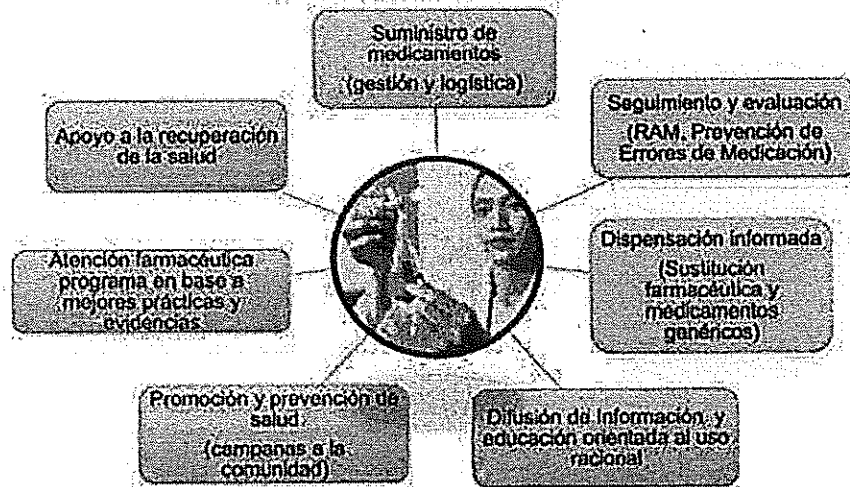 Suministro de
medicamentos
(gestión y logística)
Seguimiento y evaluación
(RAM, Prevención de
Errores de Medicación)
Dispensación informada
(Sustitución
farmacéutica y
medicamentos
genéricos)
Difusión de Información y
educación orientada al uso
racional
Promoción y prevención de
salud
(campanas a la
comunidad)
Atención farmacéutica
programa en base a
mejores prácticas y
evidencias
Apoyo a la recuperación
de la salud